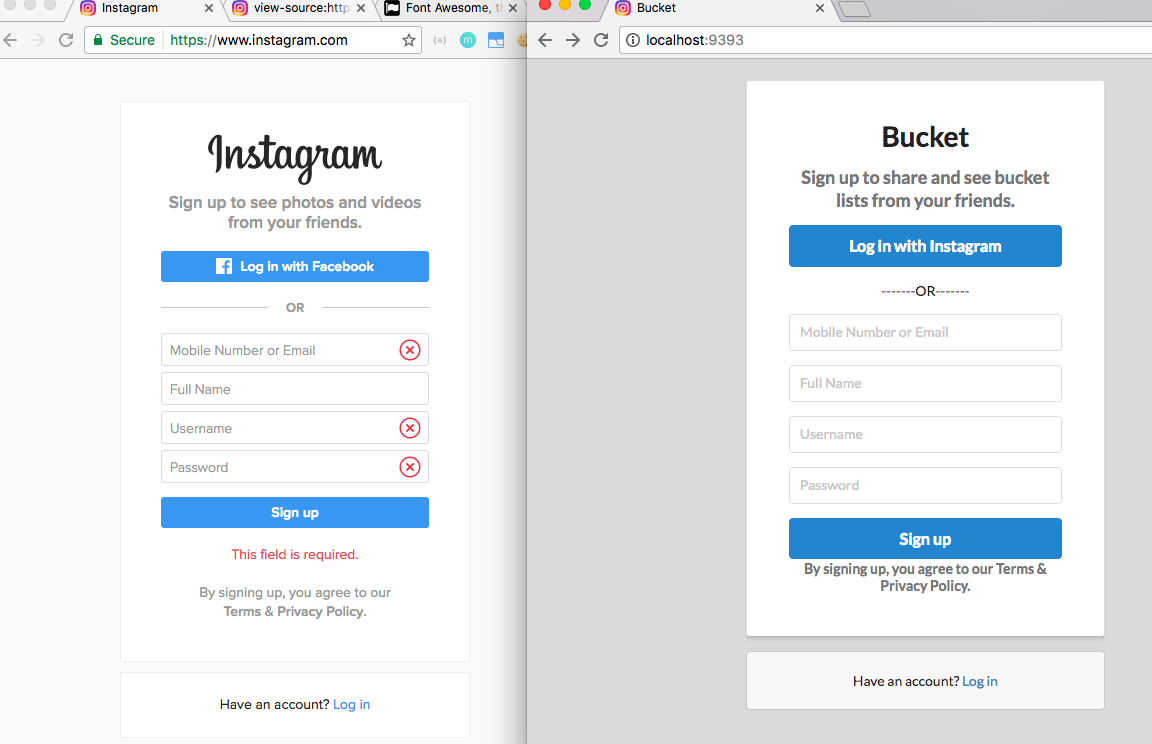 Instagram
view-source:http
Font Awesome, t
Secure
https://www.instagram.com
m
Instagram
Sign up to see photos and videos
from your friends.
Log in with Facebook
OR
Mobile Number or Email
Full Name
Username
Password
Sign up
This field is required.
By signing up, you agree to our
Terms & Privacy Policy.
Have an account? Log in
Bucket
localhost:9393
Bucket
Sign up to share and see bucket
lists from your friends.
Log in with Instagram
-------OR-------
Mobile Number or Email
Full Name
Username
Password
Sign up
By signing up, you agree to our Terms &
Privacy Policy.
Have an account? Log in